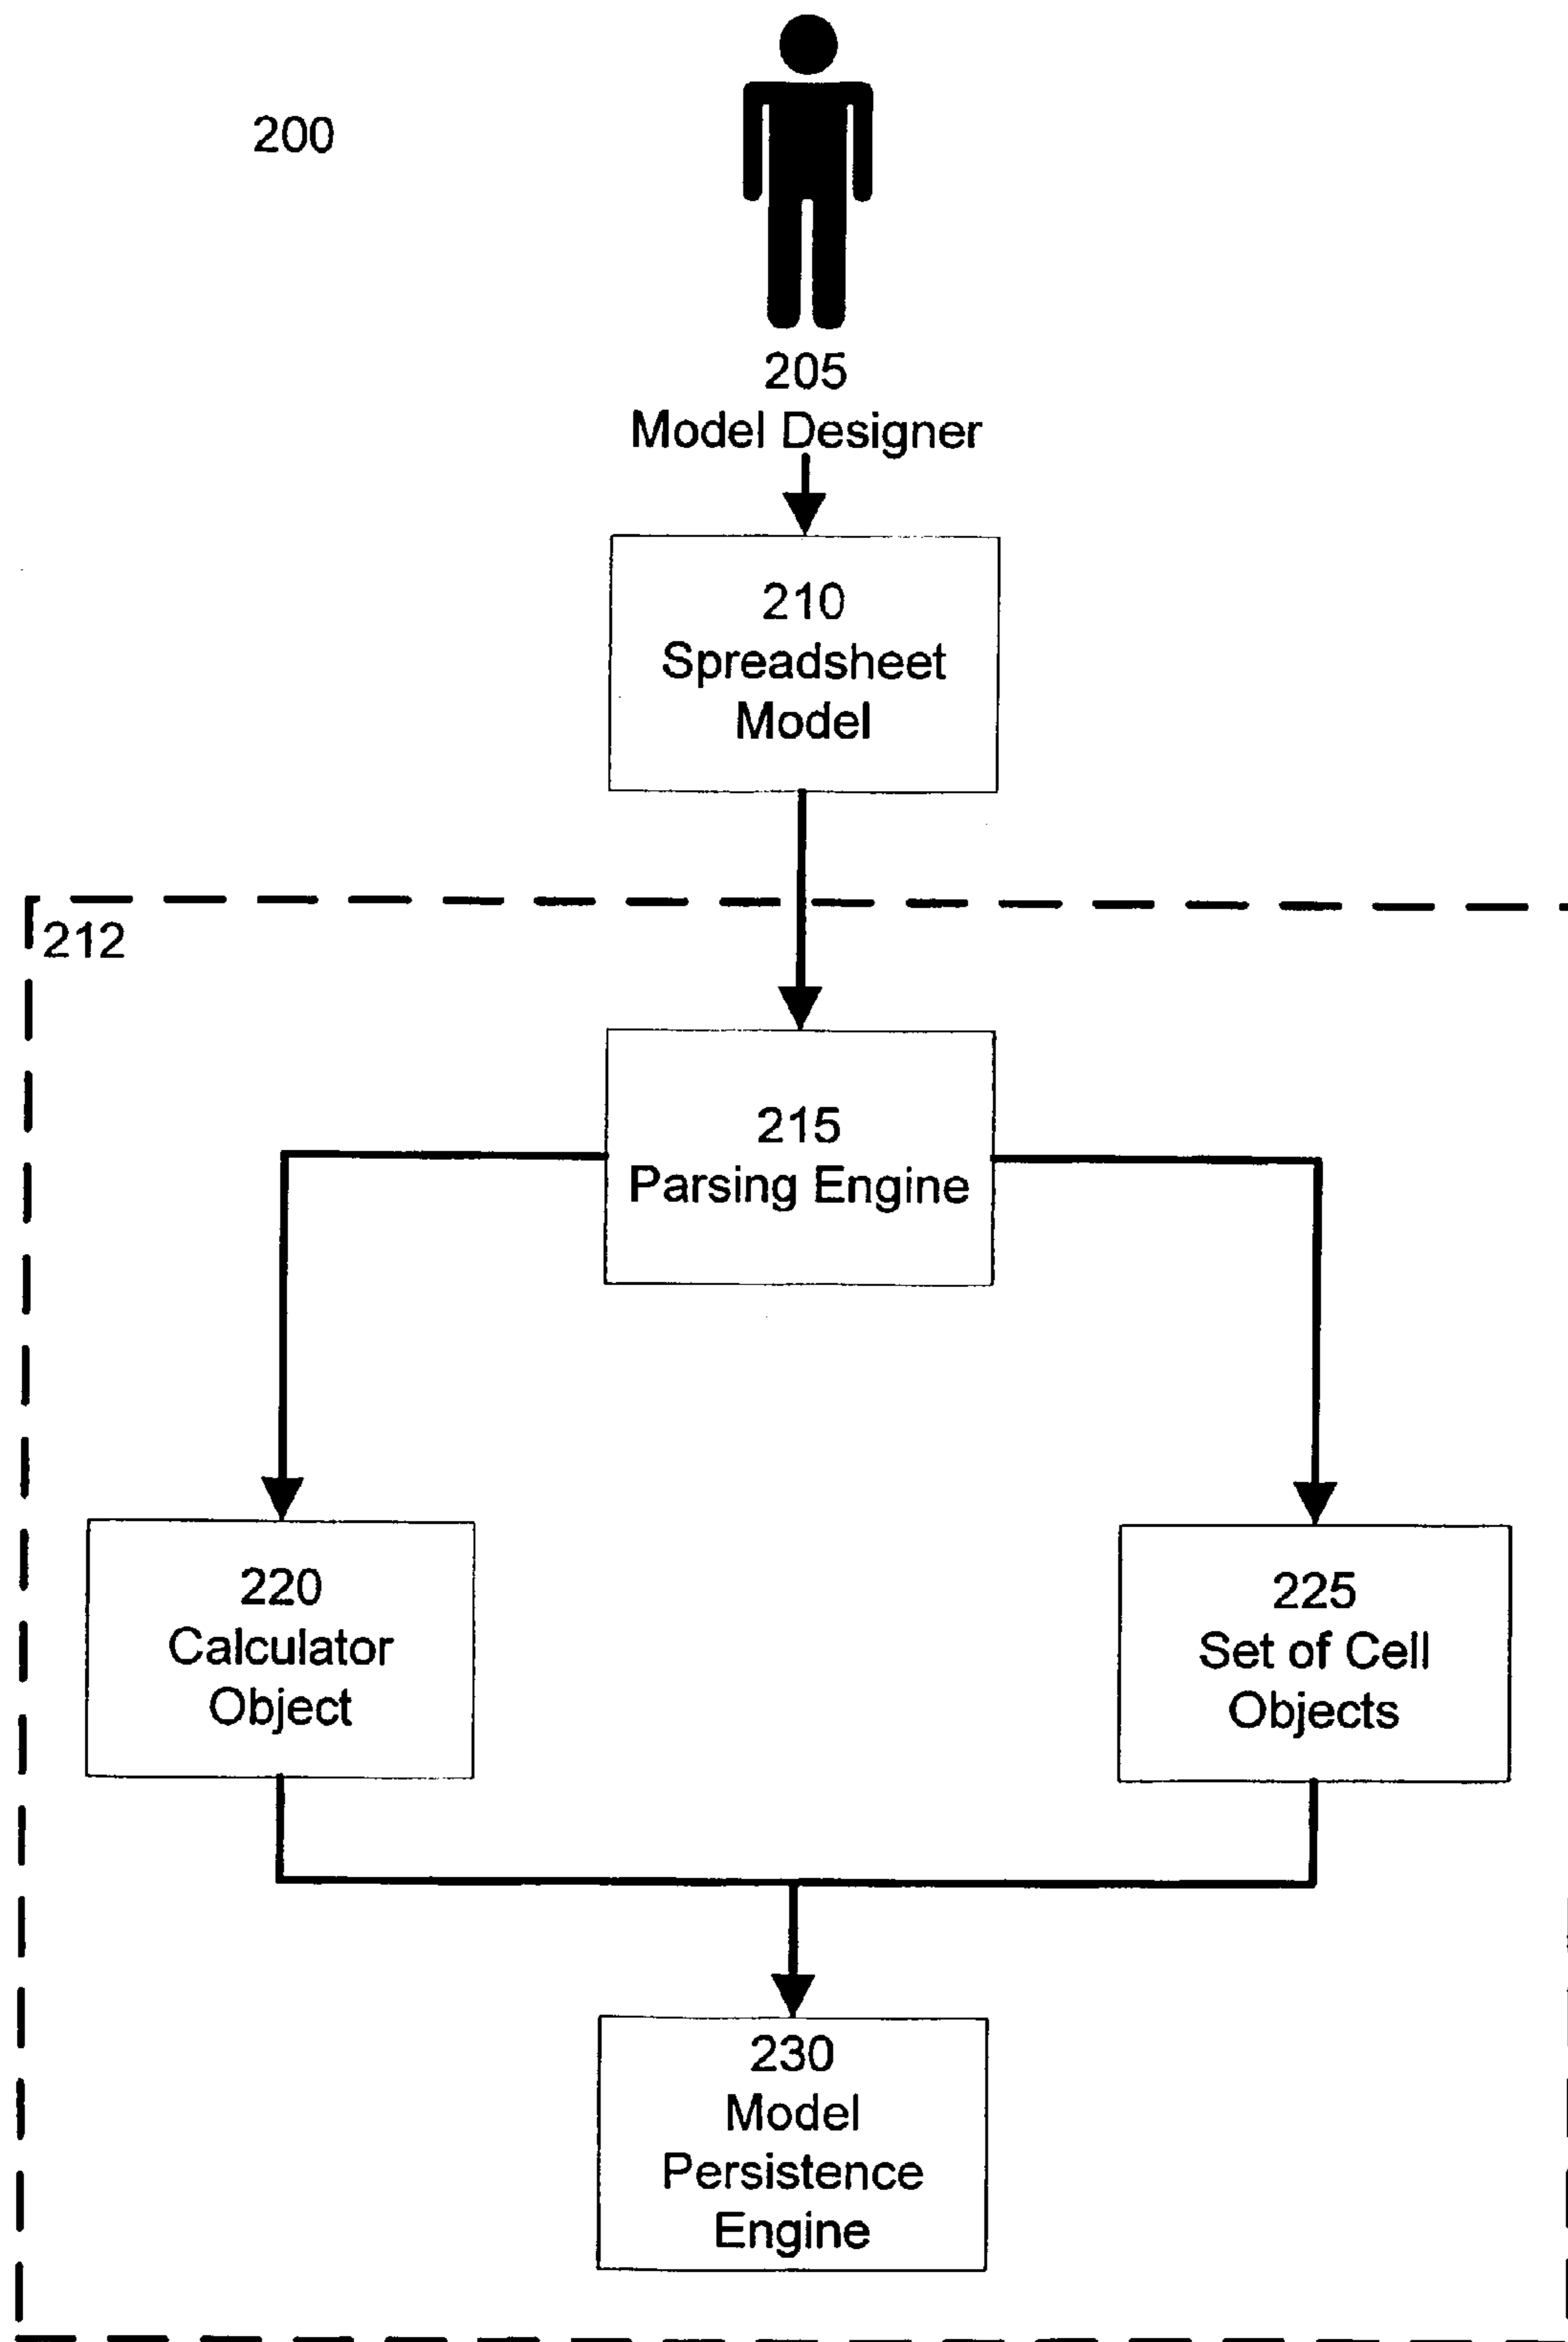 200
205
Model Designer
210
Spreadsheet
Model
212
215
Parsing Engine
220
Calculator
Object
225
Set of Cell
Objects
230
Model
Persistence
Engine